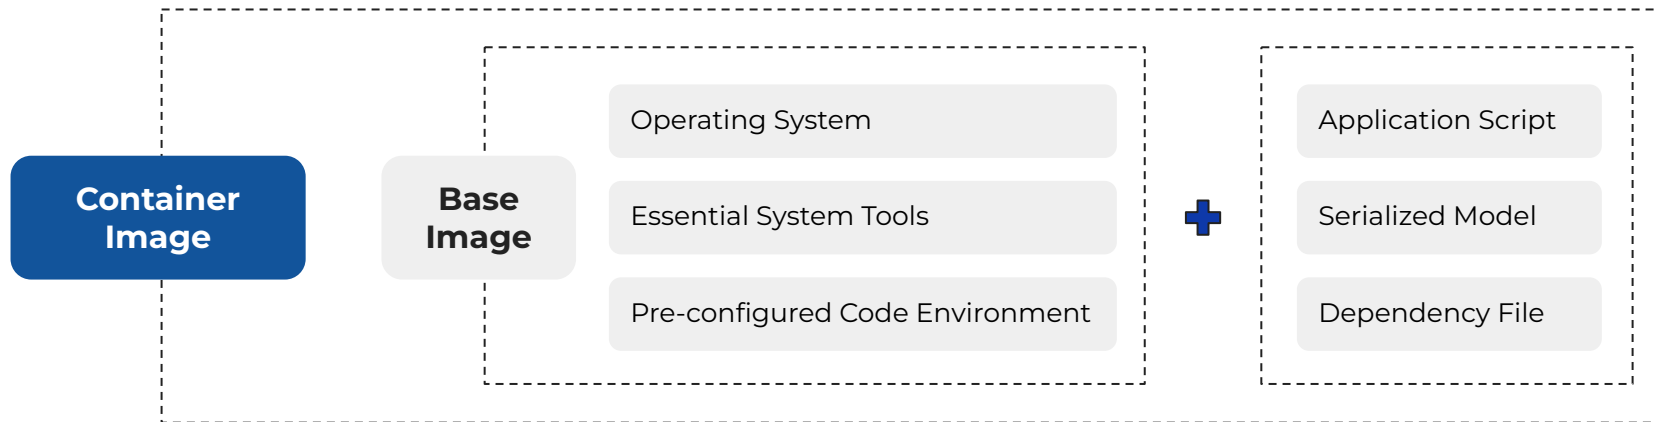 Container
Image
Base
Image
Operating System
Essential System Tools
Pre-configured Code Environment
Application Script
Serialized Model
Dependency File